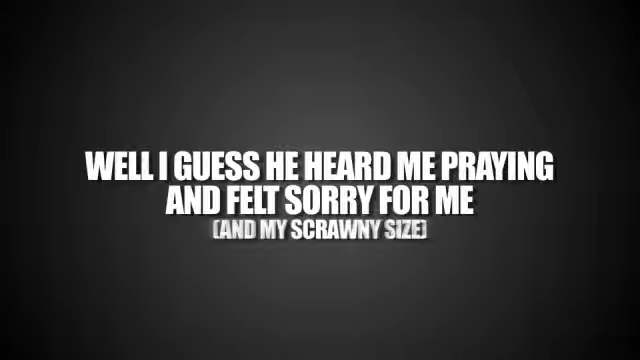 WELL I GUESS HE HEARD ME PRAYING
AND FELT SORRY FOR ME
(AND MY SCRAWNY SIZE)